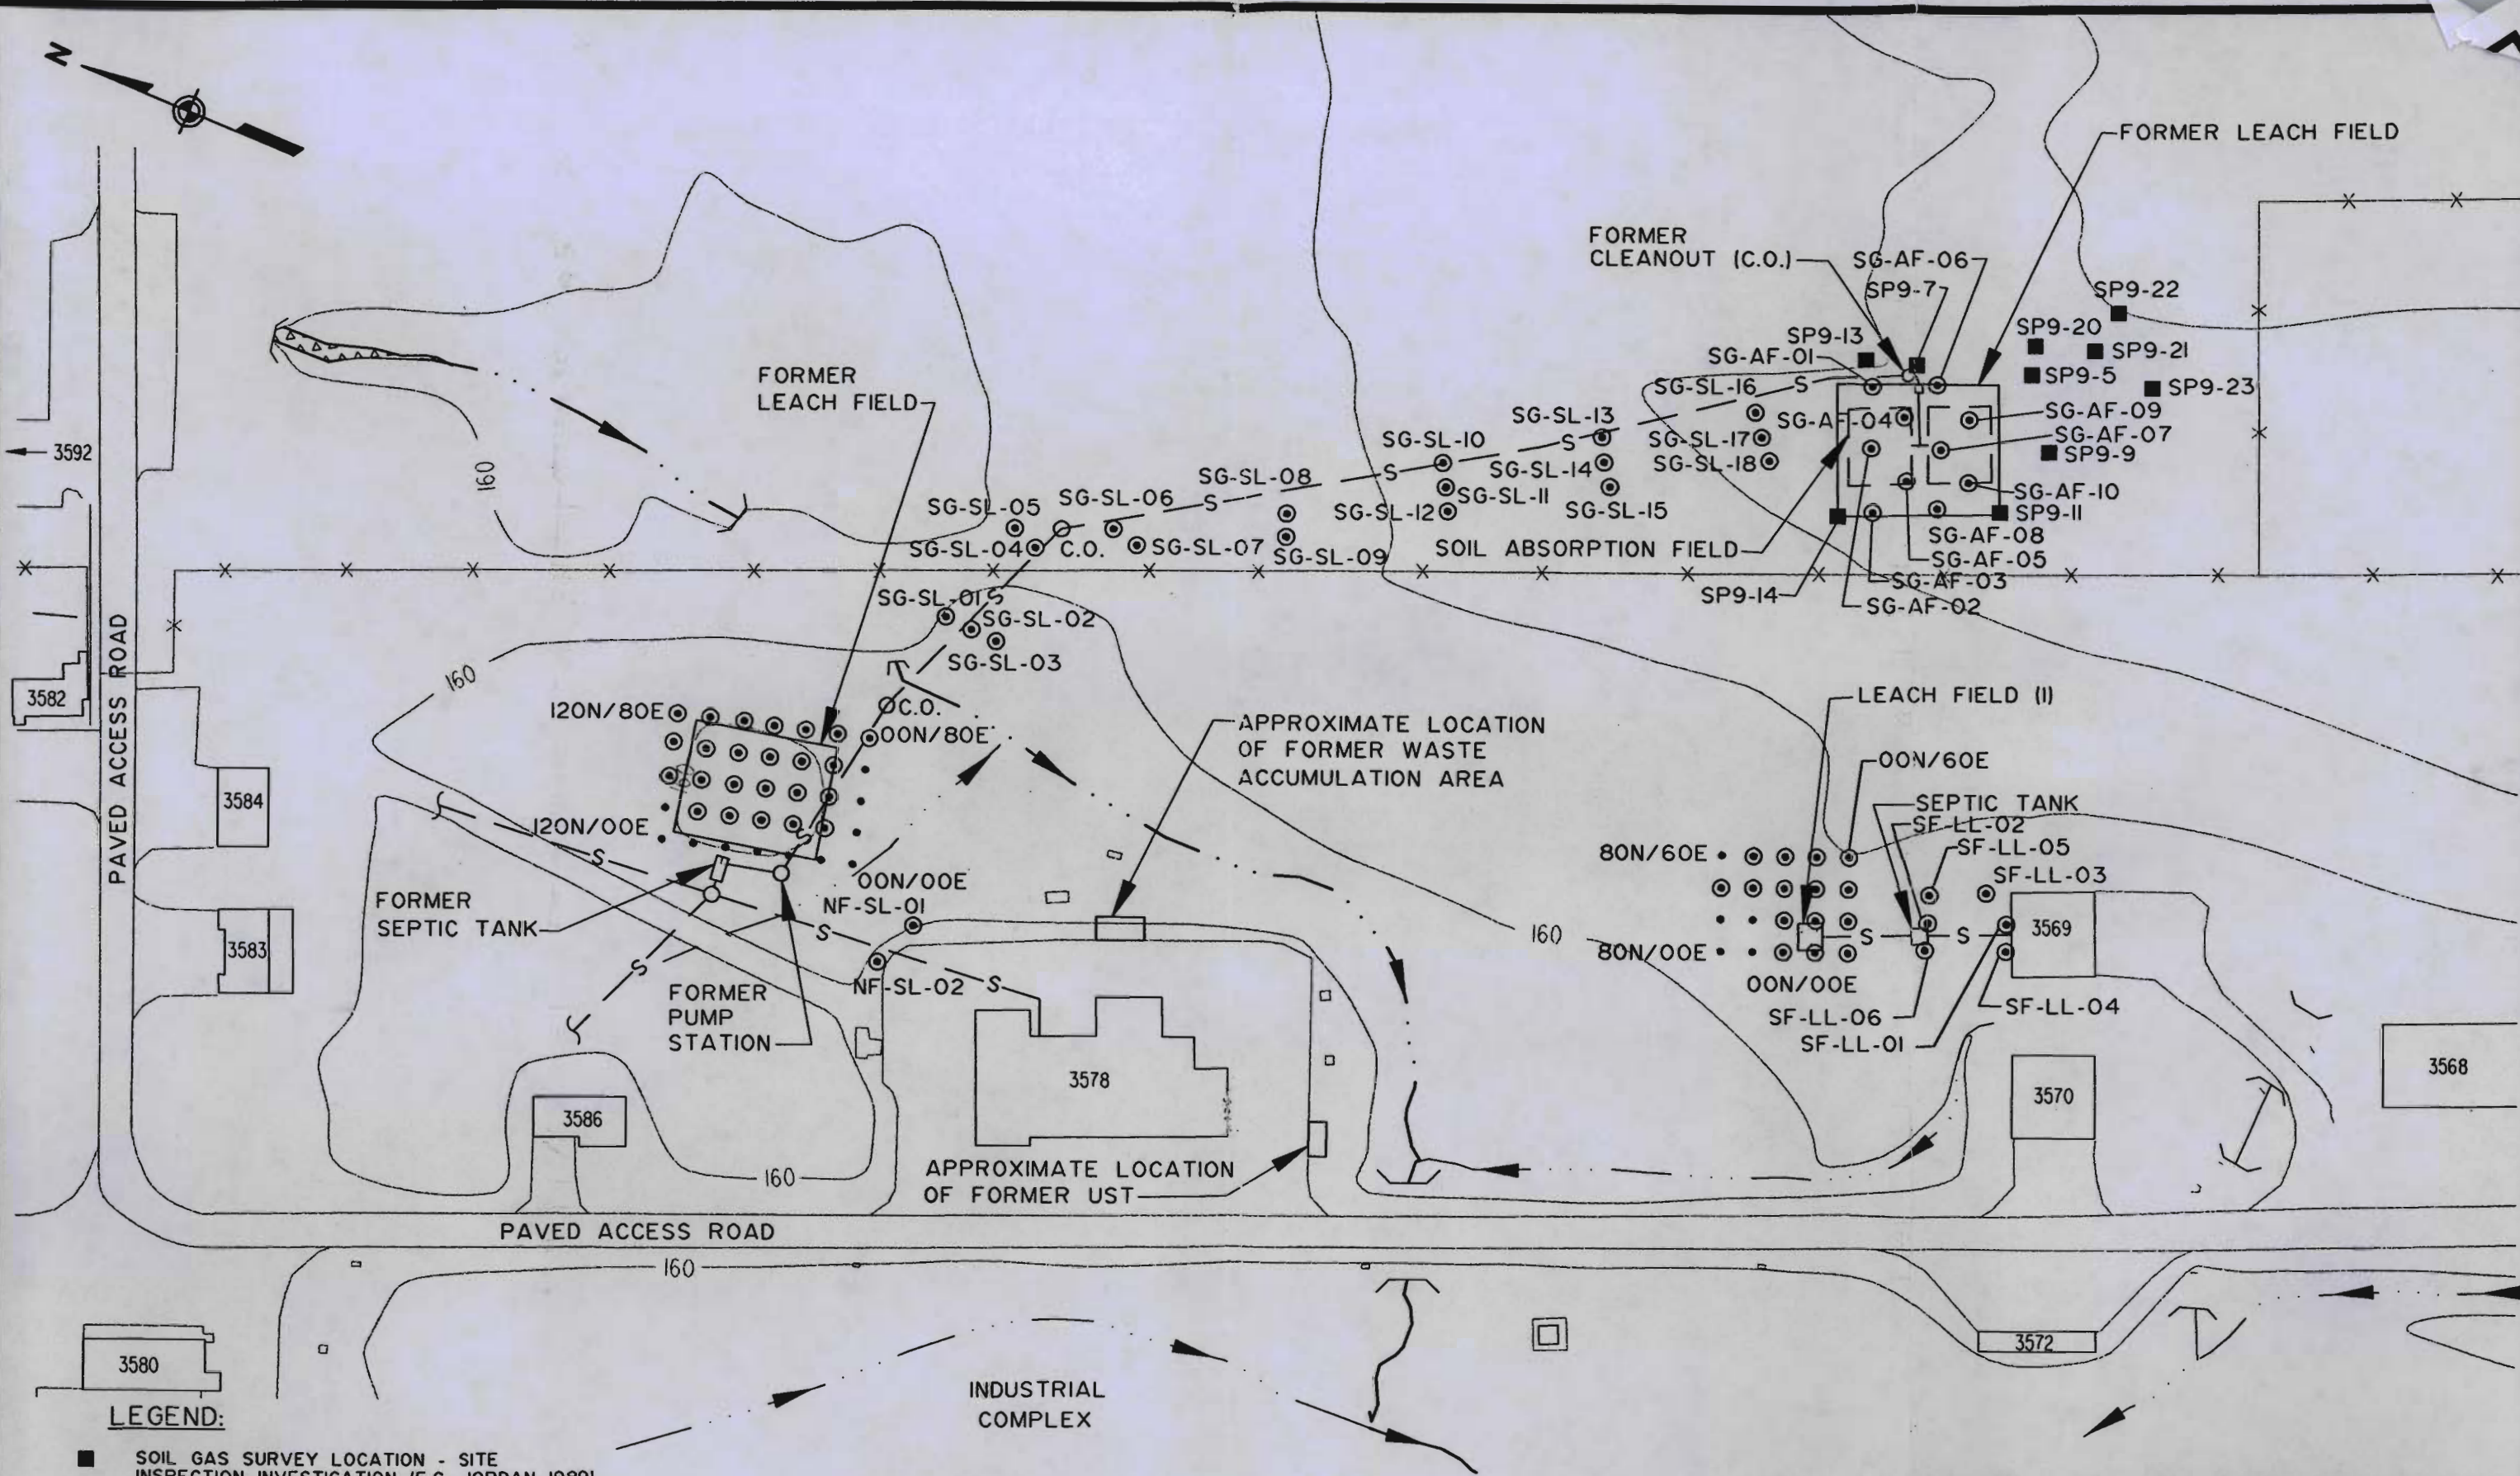 N
FORMER LEACH FIELD
FORMER
CLEANOUT (C.O.)
SG-AF-06
SP9-7
SP9-22
SP9-13
SP9-20
SG-AF-01
SP9-21
FORMER
LEACH FIELD
SG-SL-16
S
SP9-5
SP9-23
SG-SL-13
SG-AF-04
SG-AF-09
3592
SG-SL-10
S
SG-SL-17
SG-AF-07
160
SG-SL-08
S
SG-SL-14
SG-SL-18
SP9-9
SG-SL-05
SG-SL-06
S
SG-SL-11
SG-AF-10
SG-SL-12
SG-SL-15
SP9-11
SG-SL-04
C.O.
SG-SL-07
SG-SL-09
SOIL ABSORPTION FIELD
SG-AF-08
SG-AF-05
SG-AF-03
SP9-14
SG-AF-02
SG-SL-01
S
SG-SL-02
SG-SL-03
160
3582
PAVED ACCESS ROAD
120N/80E
C.O.
00N/80E
APPROXIMATE LOCATION
OF FORMER WASTE
ACCUMULATION AREA
LEACH FIELD (1)
00N/60E
3584
SEPTIC TANK
SF-LL-02
120N/00E
S
S
80N/60E
SF-LL-05
SF-LL-03
00N/00E
FORMER
SEPTIC TANK
NF-SL-01
S
160
S
S
3569
3583
80N/00E
S
NF-SL-02
S
00N/00E
FORMER
PUMP
STATION
SF-LL-06
SF-LL-04
SF-LL-01
3578
3570
3568
3586
160
APPROXIMATE LOCATION
OF FORMER UST
PAVED ACCESS ROAD
160
3572
3580
INDUSTRIAL
COMPLEX
LEGEND:
SOIL GAS SURVEY LOCATION - SITE
INSPECTION INVESTIGATION (E.C. JORDAN, 1989)